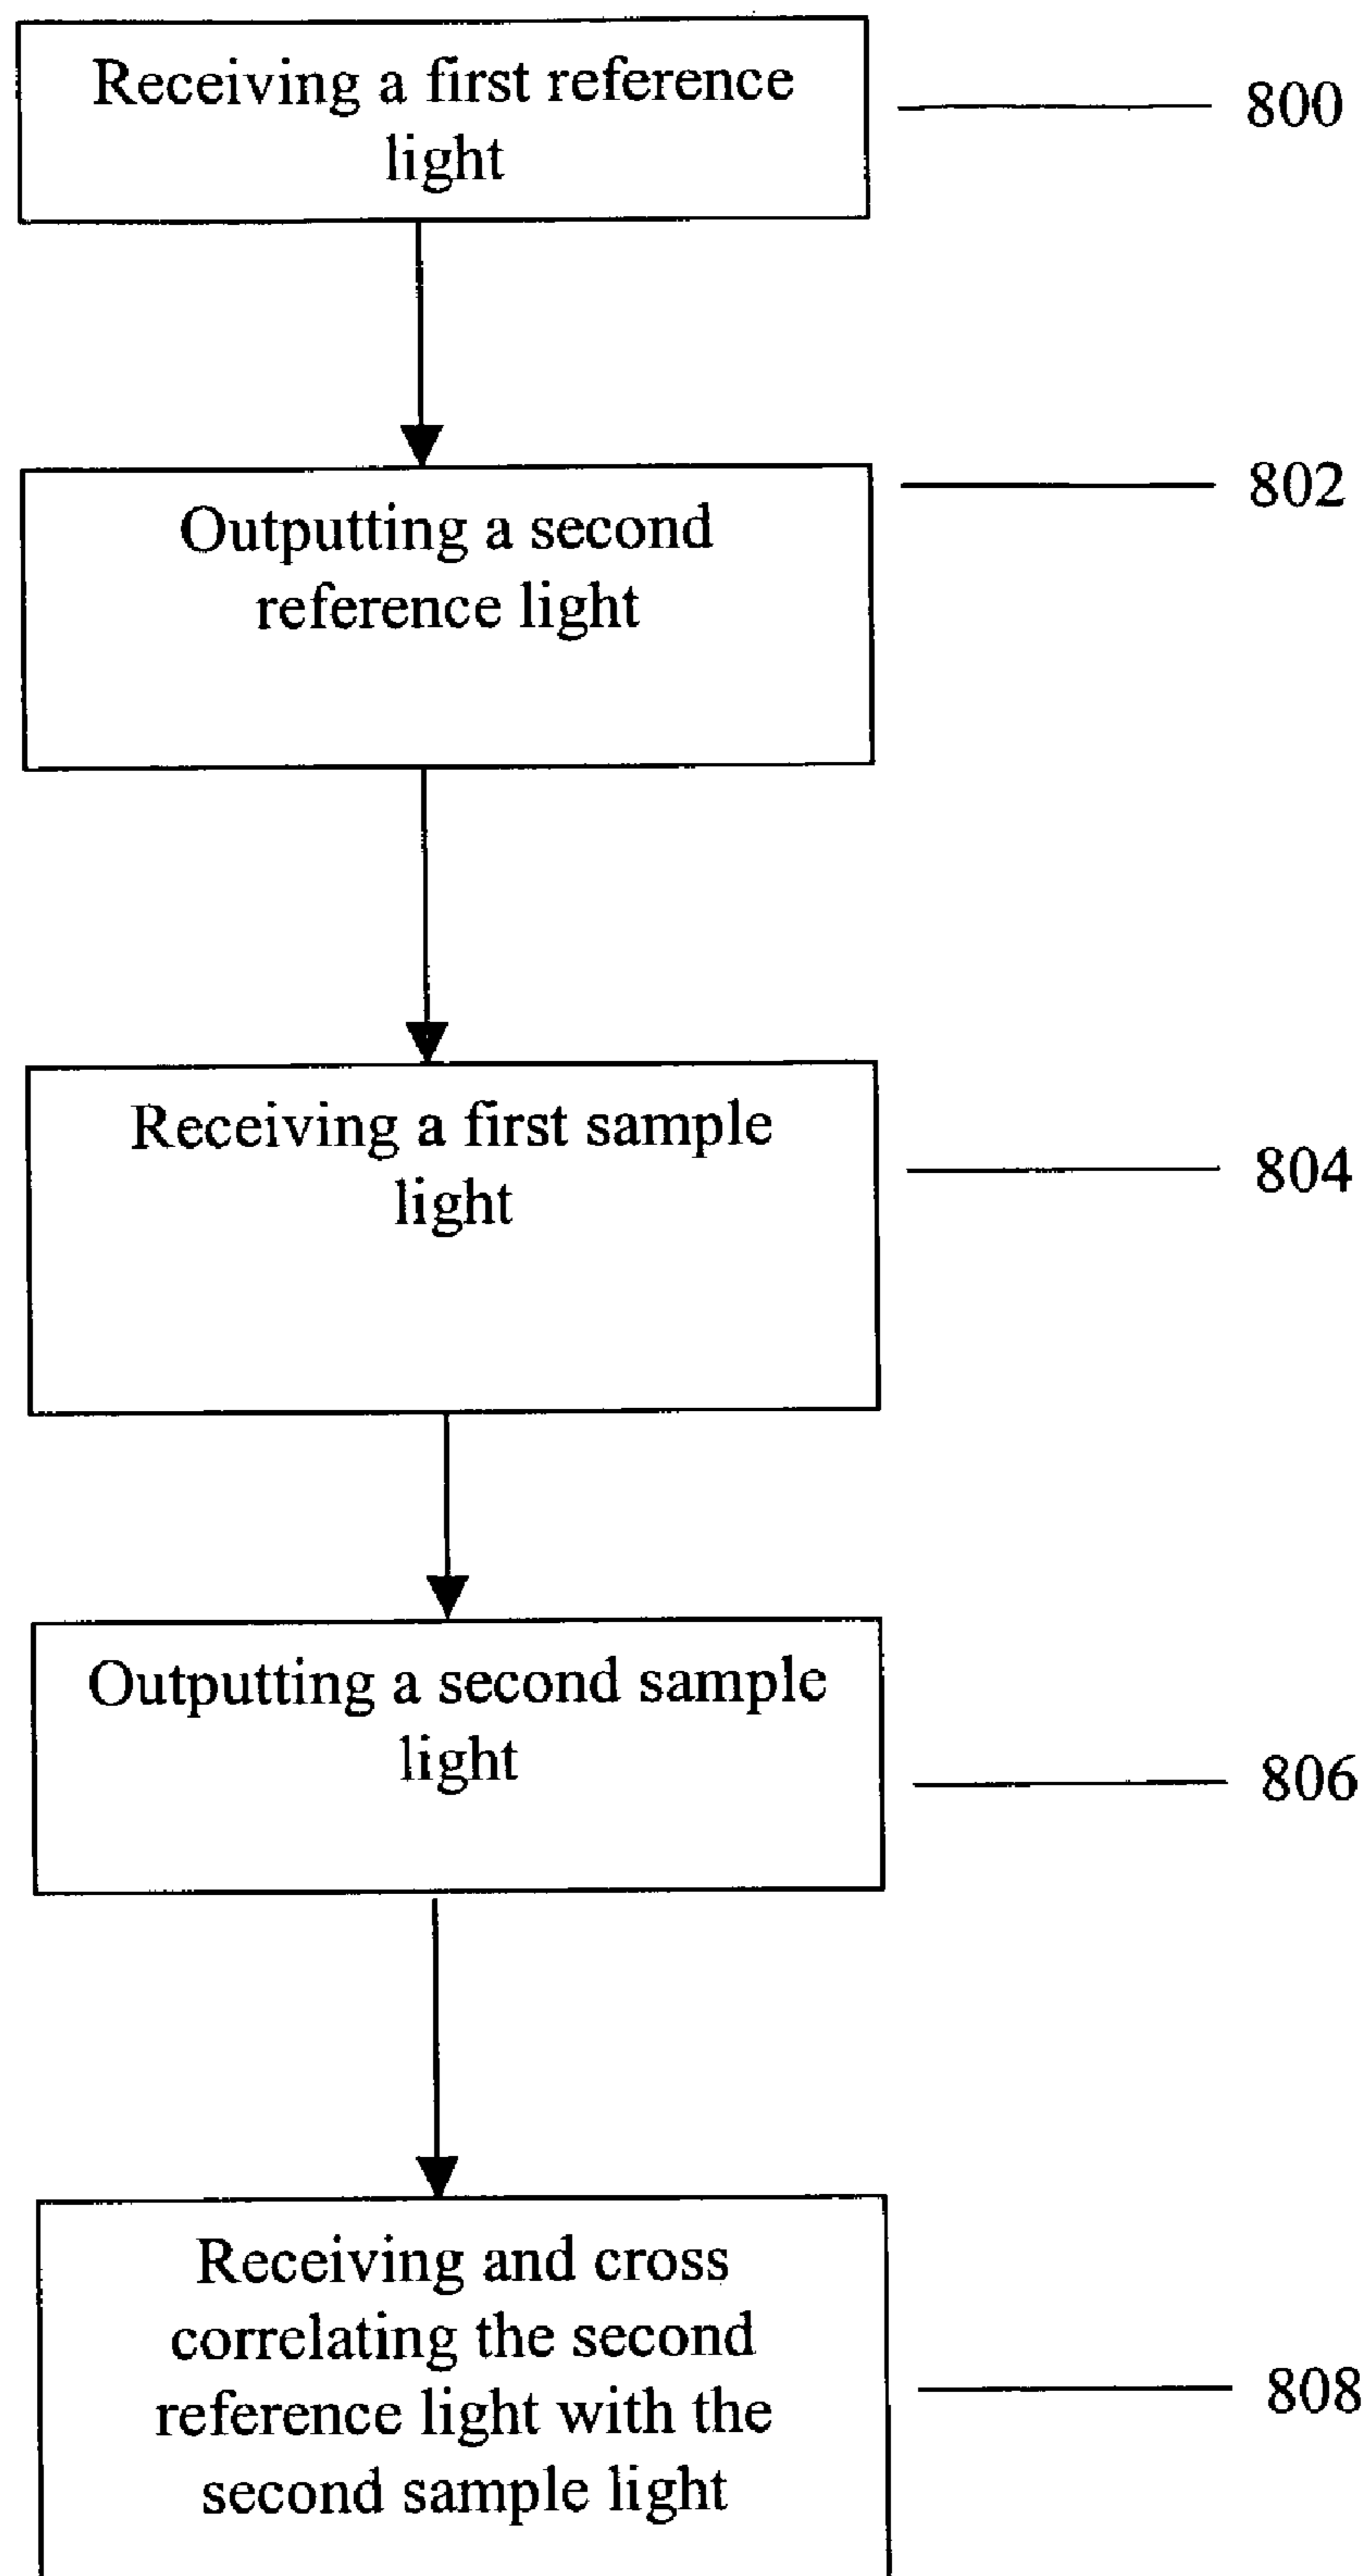 Receiving a first reference
light
800
Outputting a second
reference light
802
Receiving a first sample
light
804
Outputting a second sample
light
806
Receiving and cross
correlating the second
reference light with the
second sample light
808